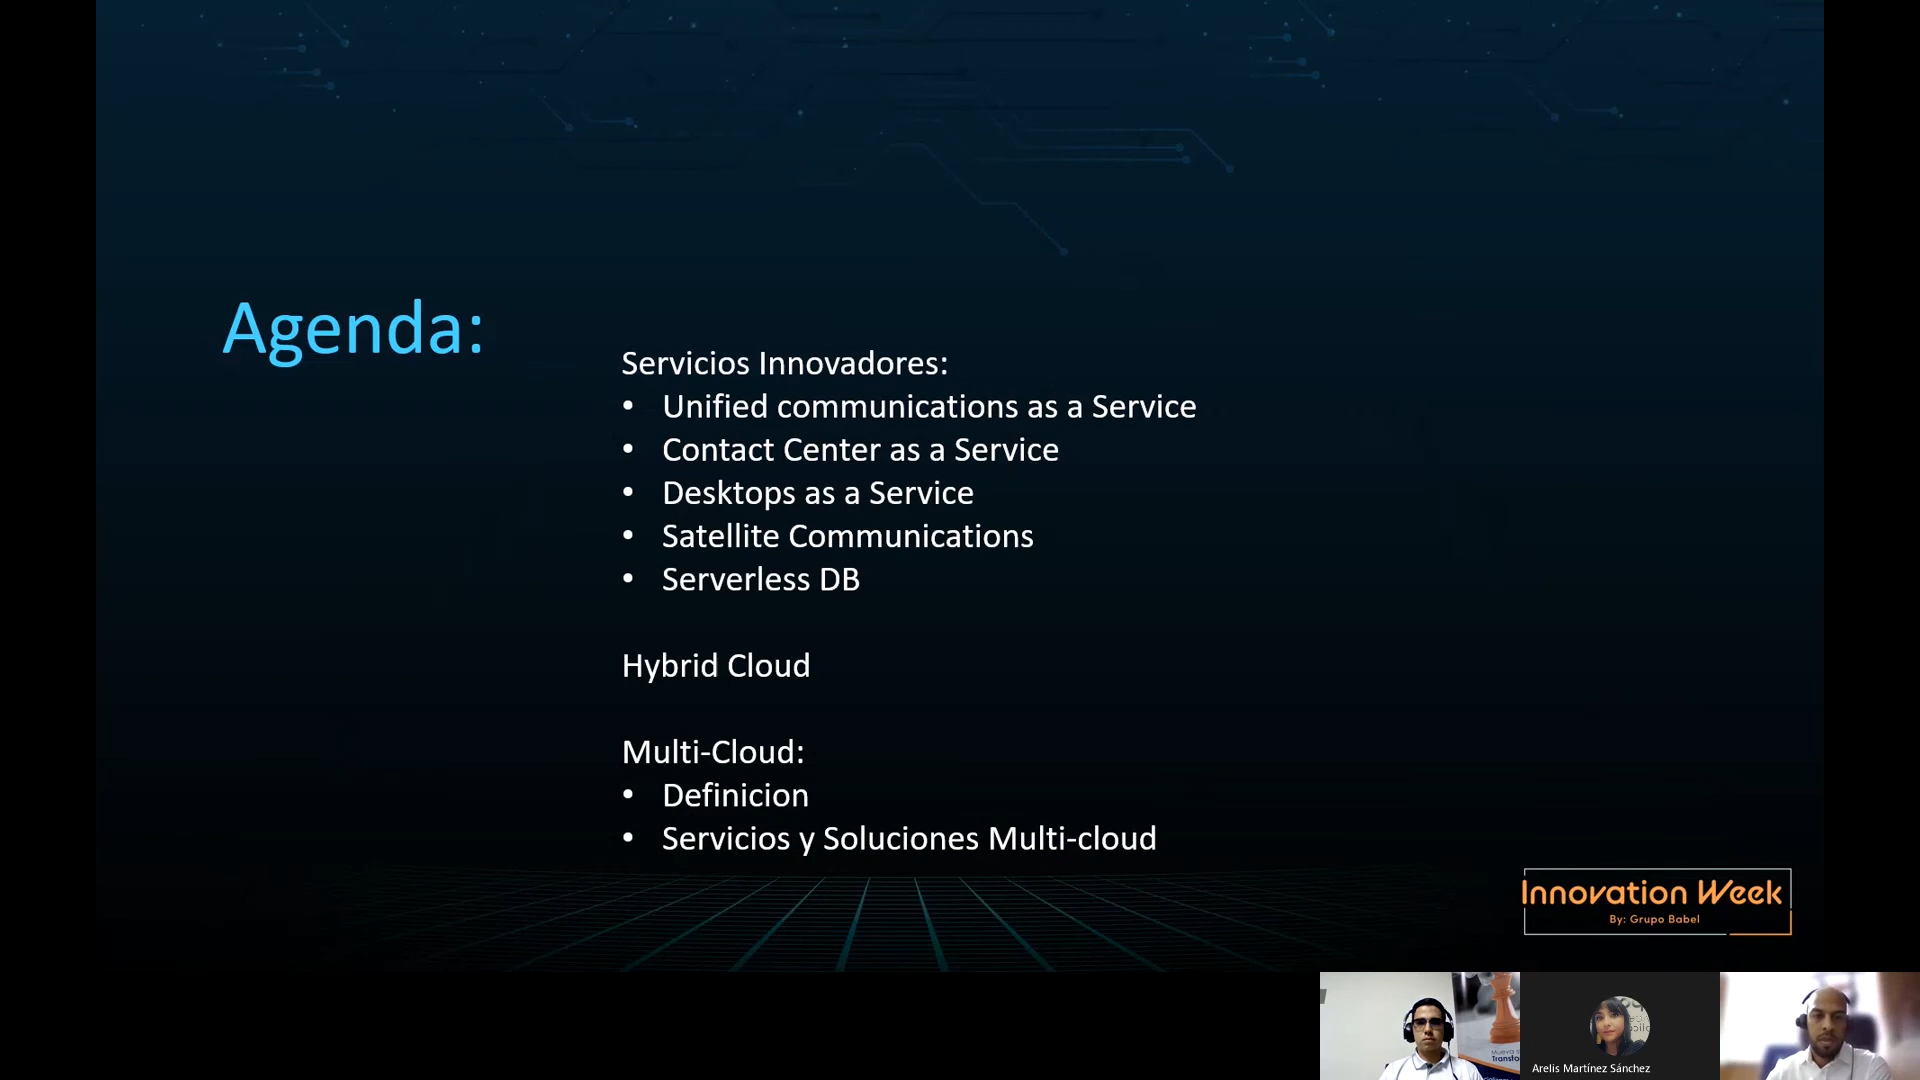 Agenda:
Servicios Innovadores:
• Unified communications as a Service
• Contact Center as a Service
• Desktops as a Service
• Satellite Communications
• Serverless DB
Hybrid Cloud
Multi-Cloud:
• Definicion
• Servicios y Soluciones Multi-cloud
Innovation Week
By: Grupo Babel
Arelis Martínez Sánchez